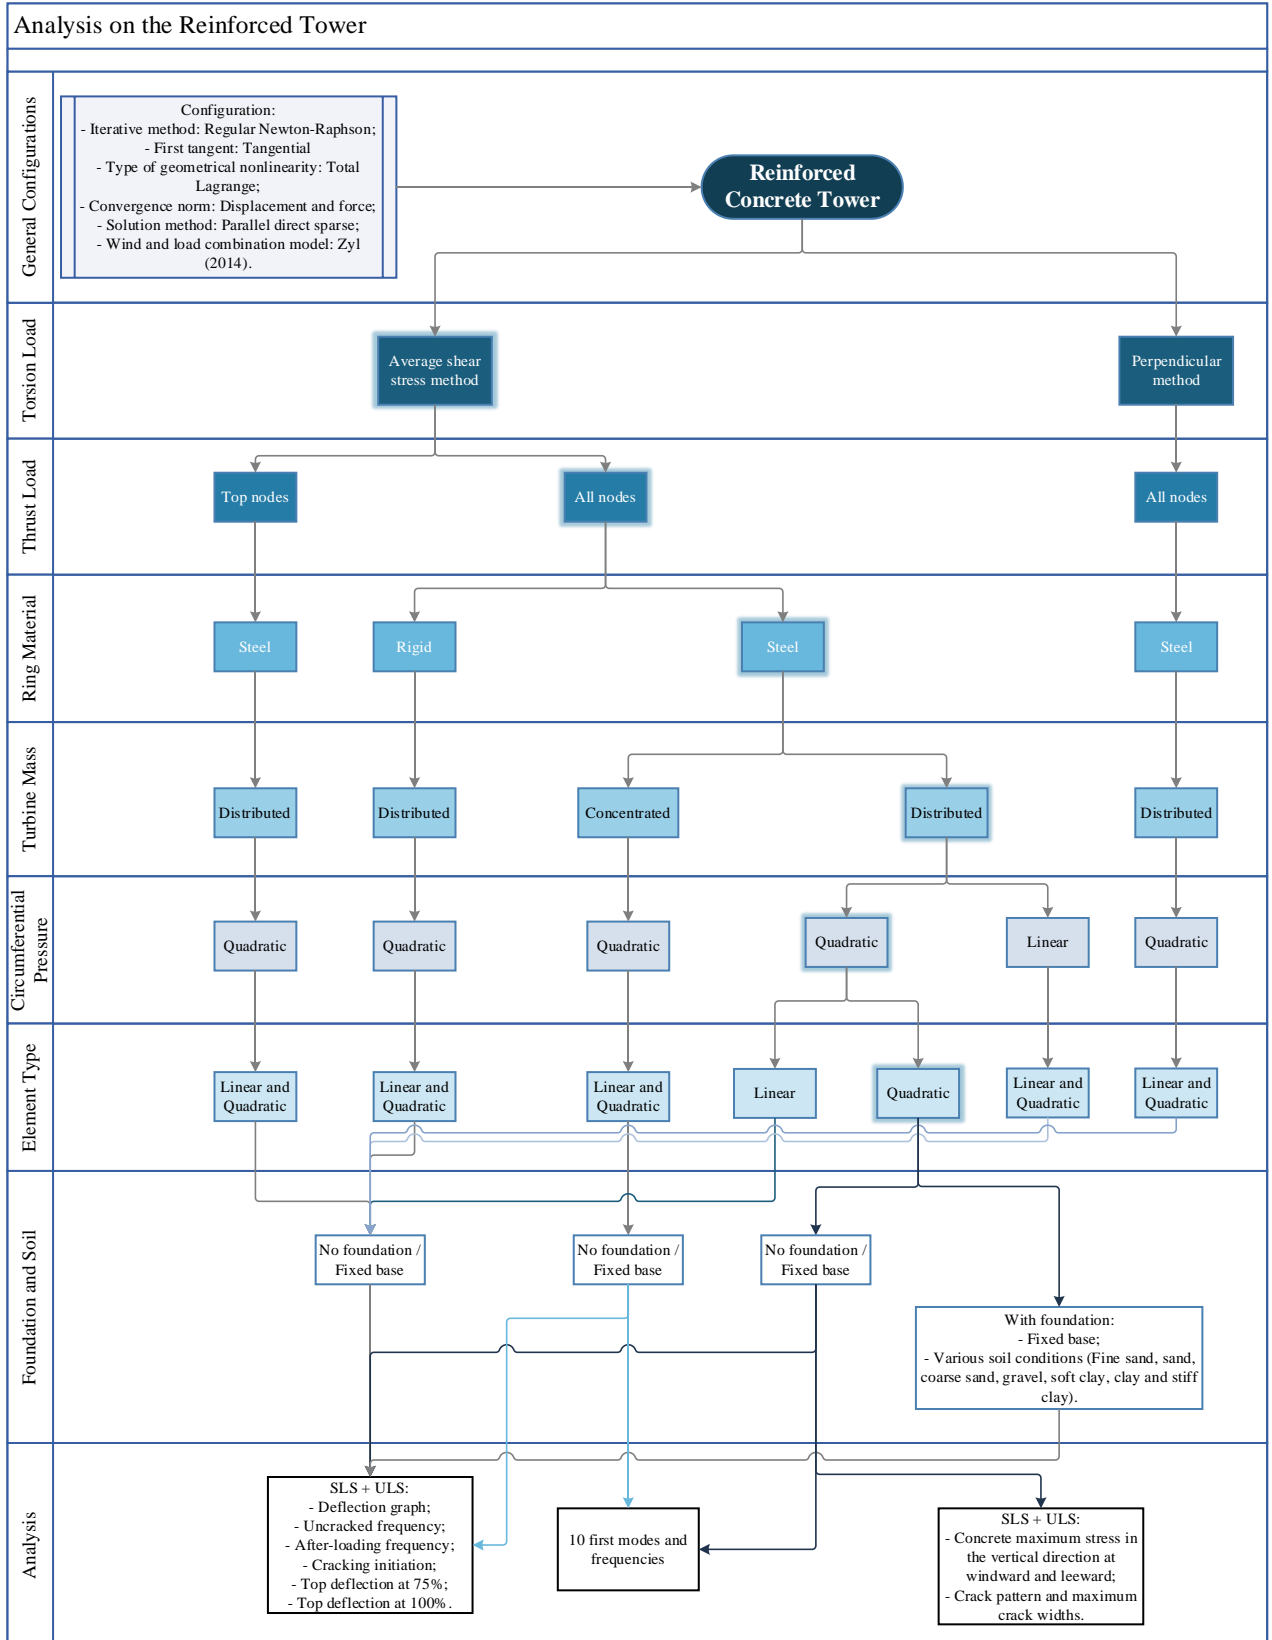 Analysis on the Reinforced Tower
General Configurations
Configuration:
- Iterative method: Regular Newton-Raphson;
- First tangent: Tangential
- Type of geometrical nonlinearity: Total
Lagrange;
- Convergence norm: Displacement and force;
- Solution method: Parallel direct sparse;
- Wind and load combination model: Zyl
(2014).
Reinforced
Concrete Tower
Torsion Load
Average shear
stress method
Perpendicular
method
Thrust Load
Top nodes
All nodes
All nodes
Ring Material
Steel
Rigid
Steel
Steel
Turbine Mass
Distributed
Distributed
Concentrated
Distributed
Distributed
Circumferential
Pressure
Quadratic
Quadratic
Quadratic
Quadratic
Linear
Quadratic
Element Type
Linear and
Quadratic
Linear and
Quadratic
Linear and
Quadratic
Linear
Quadratic
Linear and
Quadratic
Linear and
Quadratic
Foundation and Soil
No foundation /
Fixed base
No foundation /
Fixed base
No foundation /
Fixed base
With foundation:
- Fixed base;
- Various soil conditions (Fine sand, sand,
coarse sand, gravel, soft clay, clay and stiff
clay).
Analysis
SLS + ULS:
- Deflection graph;
- Uncracked frequency;
- After-loading frequency;
- Cracking initiation;
- Top deflection at 75%;
- Top deflection at 100%.
10 first modes and
frequencies
SLS + ULS:
- Concrete maximum stress in
the vertical direction at
windward and leeward;
- Crack pattern and maximum
crack widths.